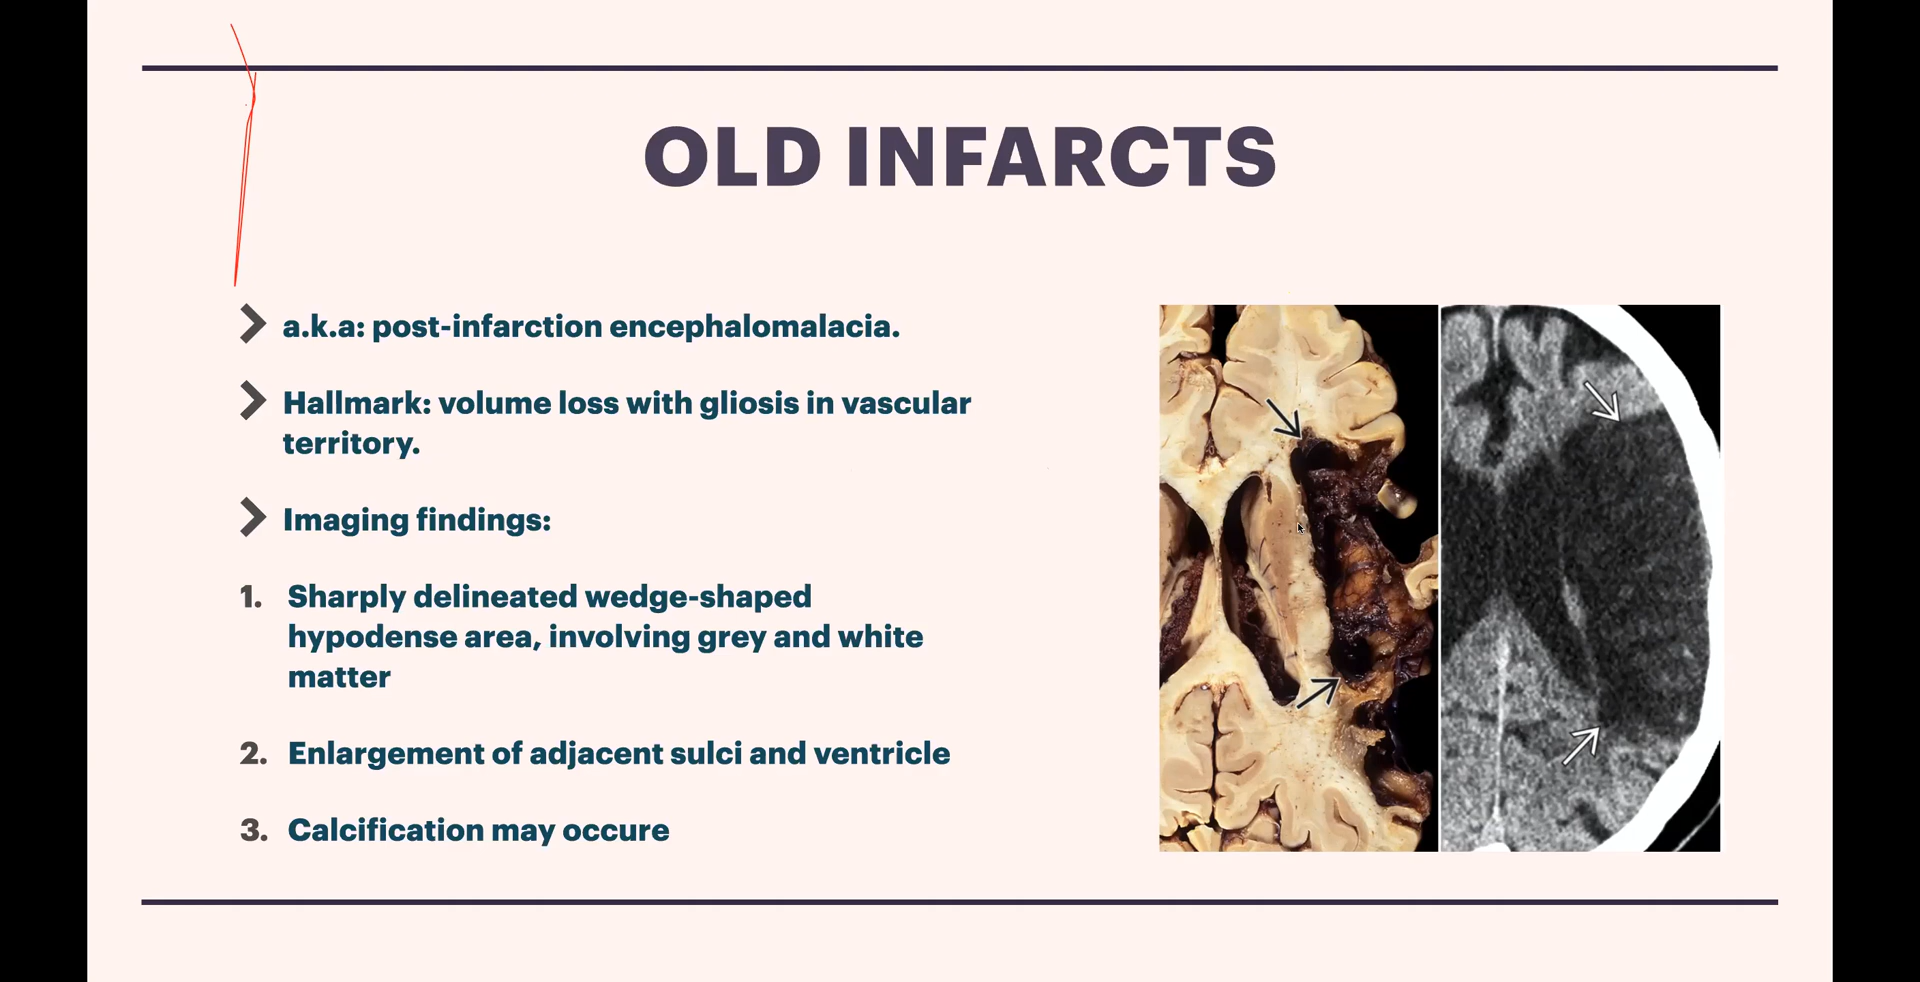 OLD INFARCTS
a.k.a: post-infarction encephalomalacia.
Hallmark: volume loss with gliosis in vascular
territory.
Imaging findings:
1. Sharply delineated wedge-shaped
hypodense area, involving grey and white
matter
2. Enlargement of adjacent sulci and ventricle
3. Calcification may occure